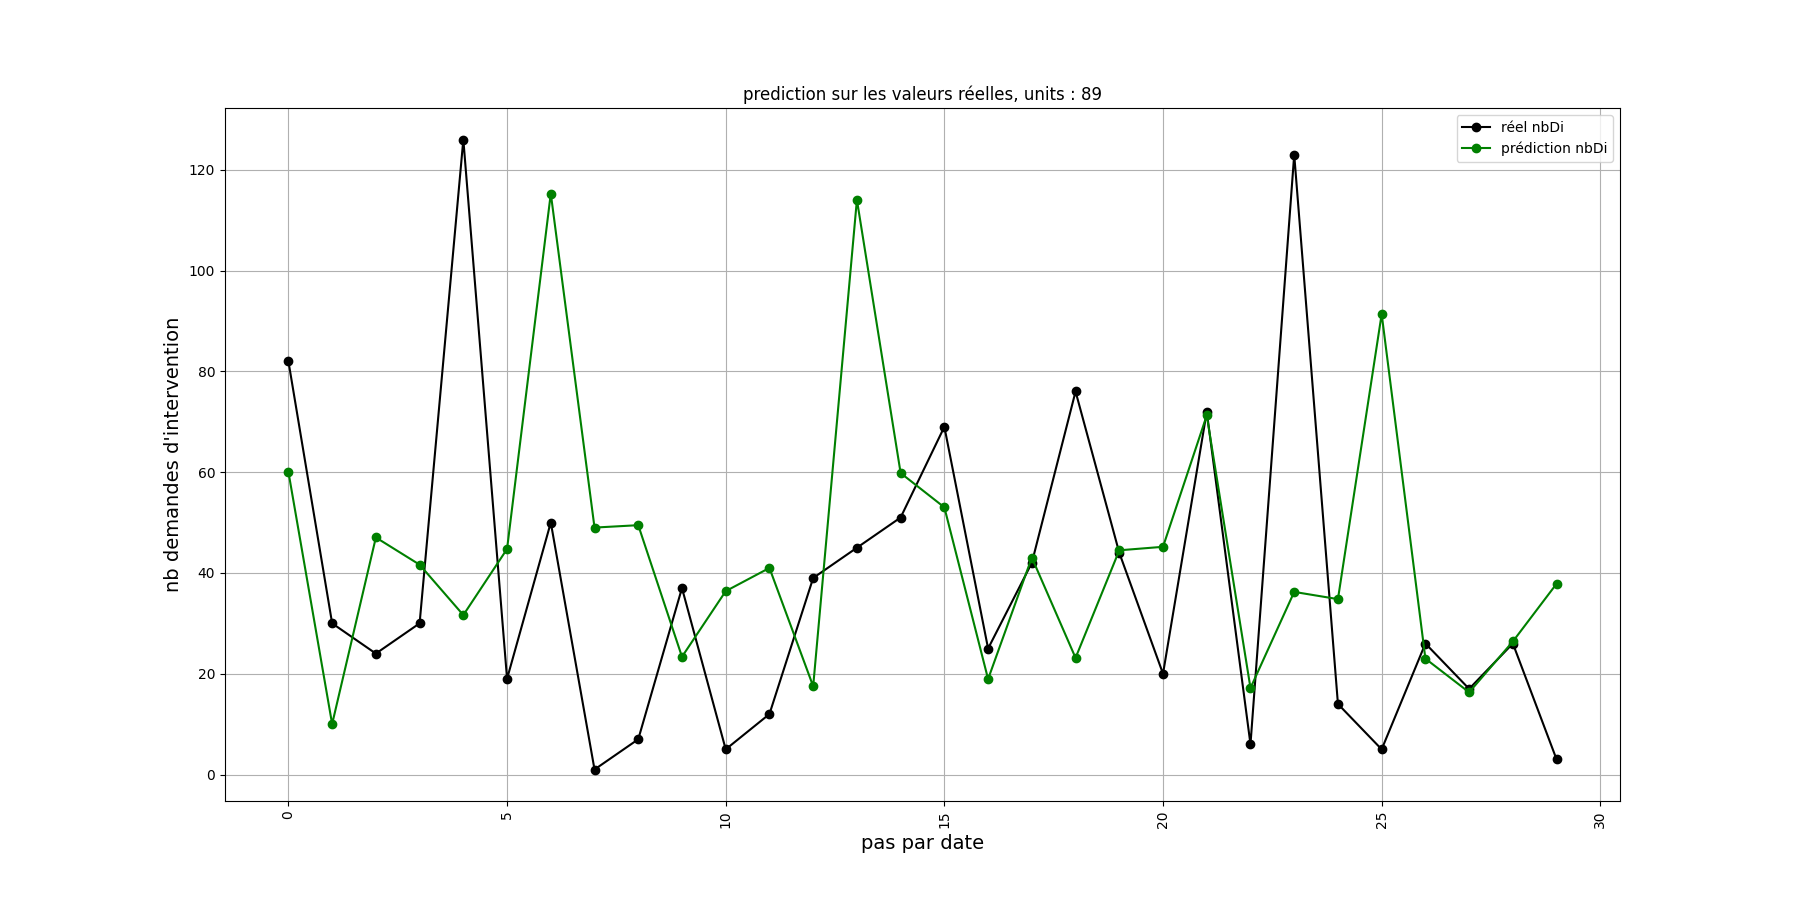 prediction sur les valeurs réelles, units : 89
réel nbDi
prédiction nbDi
nb demandes d'intervention
120
100
80
60
40
20
0
0
5
10
15
20
25
30
pas par date